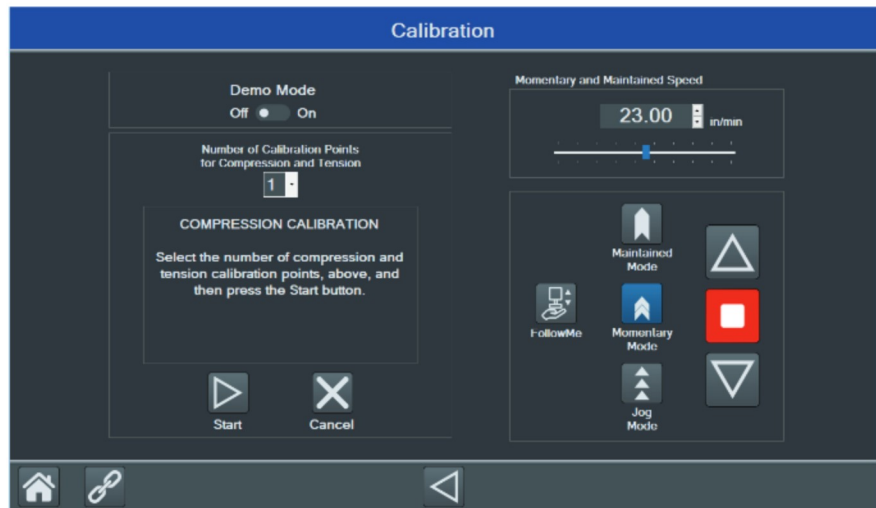 Calibration
Demo Mode
Off On
Number of Calibration Points
for Compression and Tension
1
COMPRESSION CALIBRATION
Select the number of compression and
tension calibration points, above, and
then press the Start button.
Start Cancel
Momentary and Maintained Speed
23.00 in/min
Maintained
Mode
FollowMe
Momentary
Mode
Jog
Mode